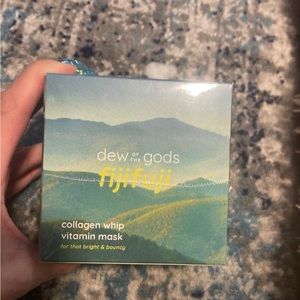 dew OF THE gods
fijifuji
collagen whip
vitamin mask
for that bright & bouncy